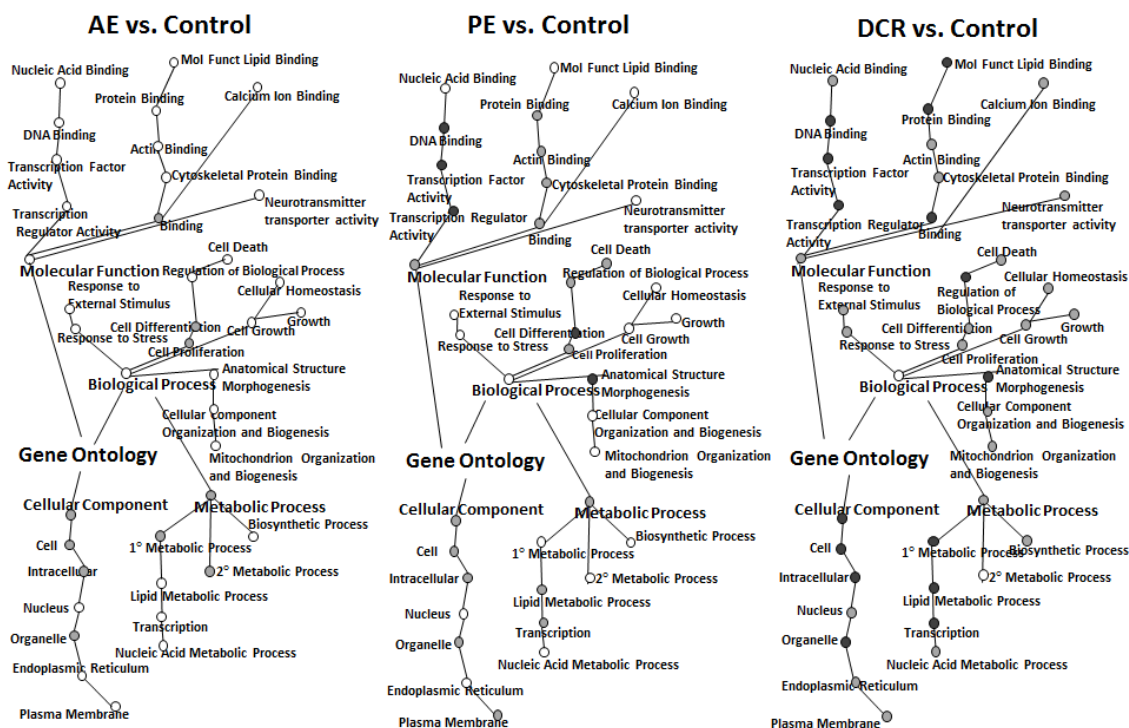 AE vs. Control
Nucleic Acid Binding
Mol Funct Lipid Binding
Protein Binding
Calcium Ion Binding
DNA Binding
Actin Binding
Transcription Factor
Activity
Cytoskeletal Protein Binding
Transcription
Regulator Activity
Binding
Neurotransmitter
transporter activity
Cell Death
Molecular Function
Regulation of Biological Process
Response to
External Stimulus
Cellular Homeostasis
Growth
Cell Differentiation
Cell Growth
Response to Stress
Cell Proliferation
Biological Process
Anatomical Structure
Morphogenesis
Cellular Component
Organization and Biogenesis
Gene Ontology
Mitochondrion Organization
and Biogenesis
Cellular Component
Metabolic Process
Biosynthetic Process
Cell
1° Metabolic Process
Intracellular
2° Metabolic Process
Nucleus
Lipid Metabolic Process
Organelle
Transcription
Nucleic Acid Metabolic Process
Endoplasmic Reticulum
Plasma Membrane
PE vs. Control
Nucleic Acid Binding
Mol Funct Lipid Binding
Protein Binding
Calcium Ion Binding
DNA Binding
Actin Binding
Transcription Factor
Activity
Cytoskeletal Protein Binding
Transcription Regulator
Activity
Binding
Neurotransmitter
transporter activity
Cell Death
Molecular Function
Regulation of Biological Process
Response to
External Stimulus
Cellular Homeostasis
Growth
Cell Differentiation
Cell Growth
Response to Stress
Cell Proliferation
Biological Process
Anatomical Structure
Morphogenesis
Cellular Component
Organization and Biogenesis
Gene Ontology
Mitochondrion Organization
and Biogenesis
Cellular Component
Metabolic Process
Biosynthetic Process
Cell
1° Metabolic Process
Intracellular
2° Metabolic Process
Nucleus
Lipid Metabolic Process
Organelle
Transcription
Nucleic Acid Metabolic Process
Endoplasmic Reticulum
Plasma Membrane
DCR vs. Control
Nucleic Acid Binding
Mol Funct Lipid Binding
Calcium Ion Binding
Protein Binding
DNA Binding
Actin Binding
Transcription Factor
Activity
Cytoskeletal Protein Binding
Transcription Regulator
Activity
Binding
Neurotransmitter
transporter activity
Cell Death
Molecular Function
Cellular Homeostasis
Response to
External Stimulus
Regulation of
Biological Process
Growth
Cell Differentiation
Cell Growth
Response to Stress
Cell Proliferation
Biological Process
Anatomical Structure
Morphogenesis
Cellular Component
Organization and Biogenesis
Gene Ontology
Mitochondrion Organization
and Biogenesis
Cellular Component
Metabolic Process
Cell
1° Metabolic Process
Biosynthetic Process
Intracellular
2° Metabolic Process
Nucleus
Lipid Metabolic Process
Organelle
Transcription
Nucleic Acid Metabolic Process
Endoplasmic Reticulum
Plasma Membrane